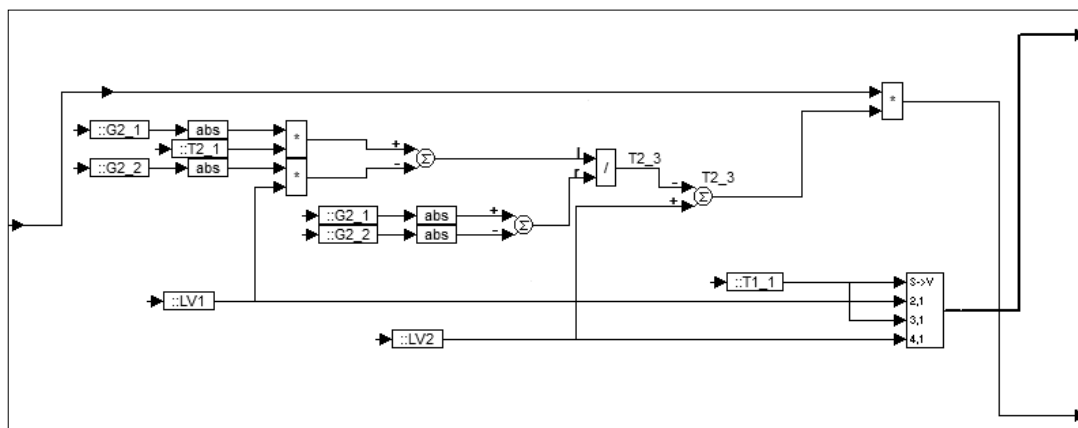 *
::G2_1 abs
*
+
::T2_1
Σ
l
T2_3
::G2_2 abs
-
/
-
T2_3
*
r
Σ
+
::G2_1 abs
+
Σ
::G2_2 abs
-
::T1_1
S->V
::LV1
2,1
3,1
::LV2
4,1